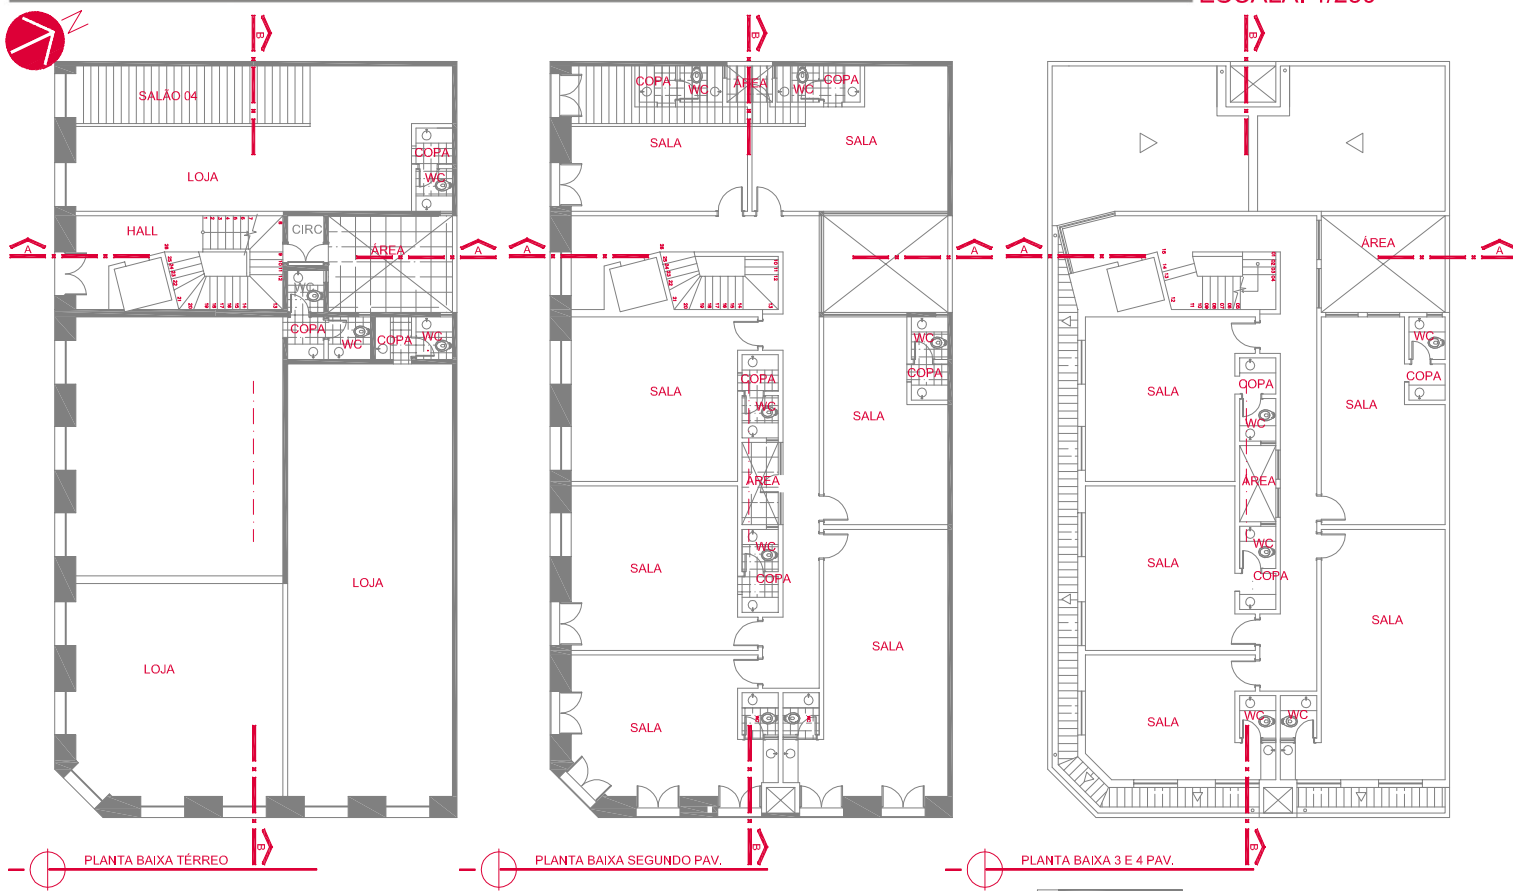 N
B
B
B
SALÃO 04
COPA
WC
LOJA
HALL
CIRC
ÁREA
A
A
WC
COPA
WC
COPA
WC
LOJA
LOJA
B
PLANTA BAIXA TÉRREO
COPA
WC
ÁREA
WC
COPA
SALA
SALA
A
A
SALA
COPA
WC
WC
COPA
SALA
ÁREA
SALA
WC
COPA
SALA
SALA
B
PLANTA BAIXA SEGUNDO PAV.
A
ÁREA
A
SALA
COPA
WC
WC
COPA
SALA
ÁREA
SALA
WC
COPA
SALA
SALA
WC
WC
B
PLANTA BAIXA 3 E 4 PAV.